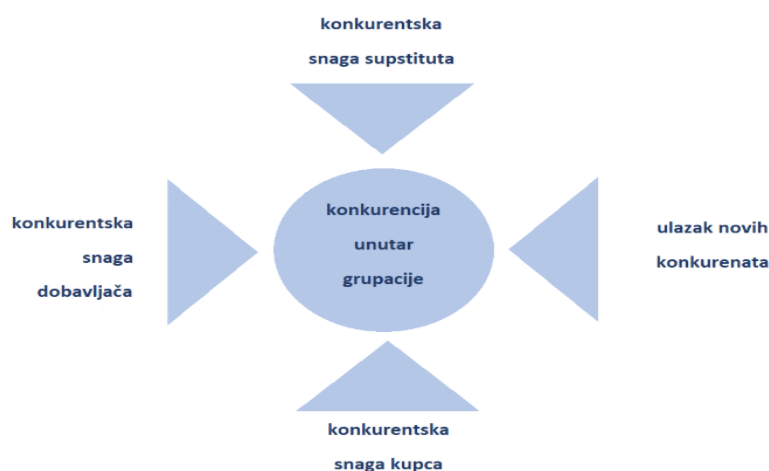 konkurentska
snaga supstituta
konkurentska
snaga
dobavljača
konkurencija
unutar
grupacije
ulazak novih
konkurenata
konkurentska
snaga kupca